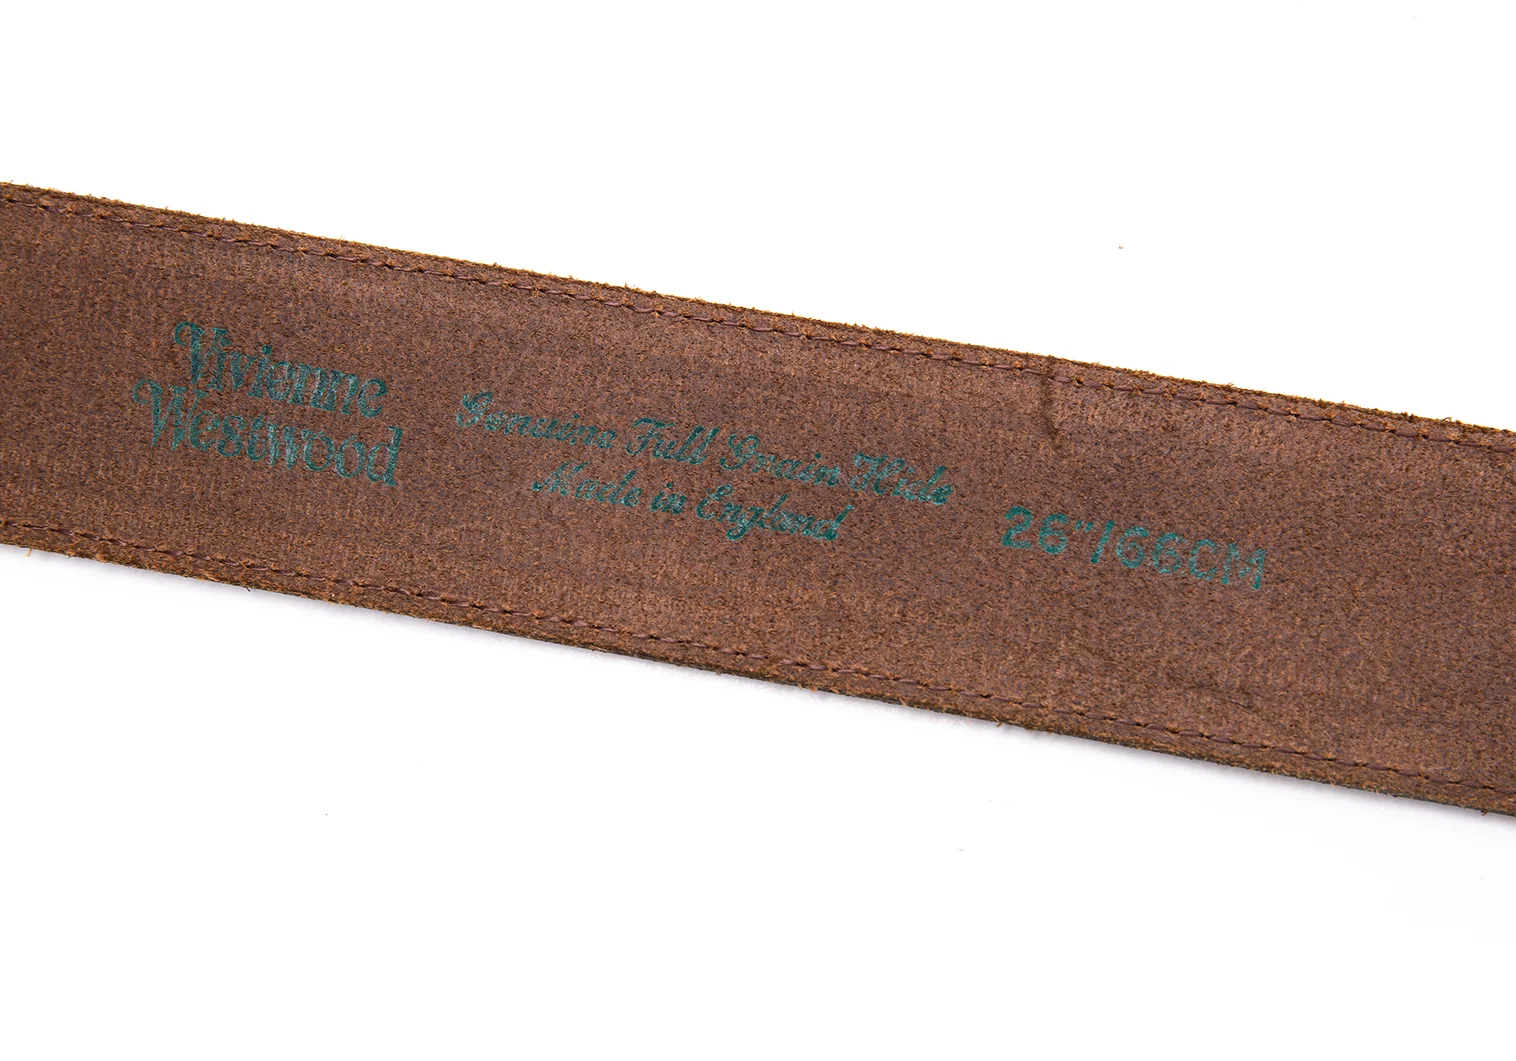 Vivienne
Westwood
Genuine Full Grain Hide
Made in England
26"/66CM